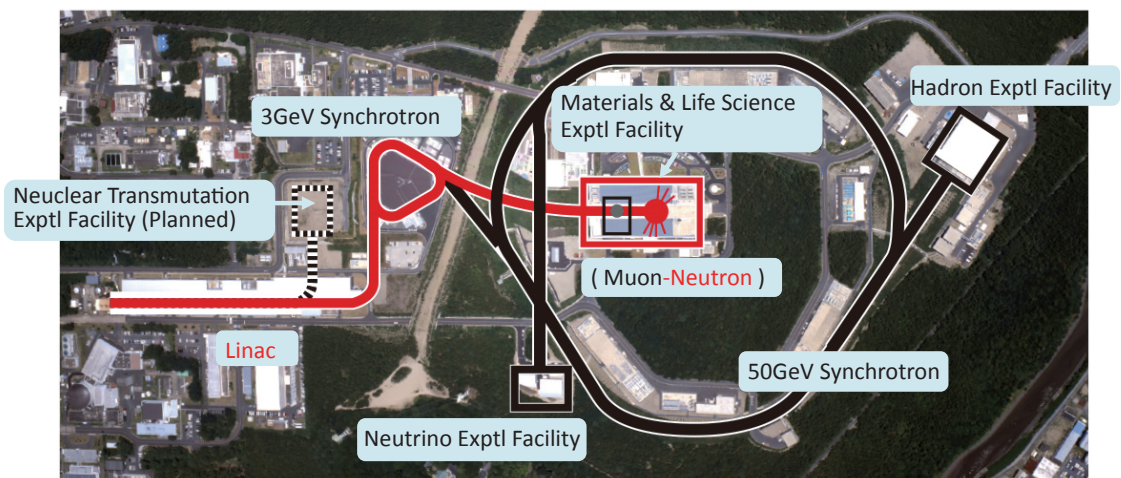 Hadron Exptl Facility
Materials & Life Science
Exptl Facility
3GeV Synchrotron
Neuclear Transmutation
Exptl Facility (Planned)
( Muon-Neutron )
Linac
50GeV Synchrotron
Neutrino Exptl Facility